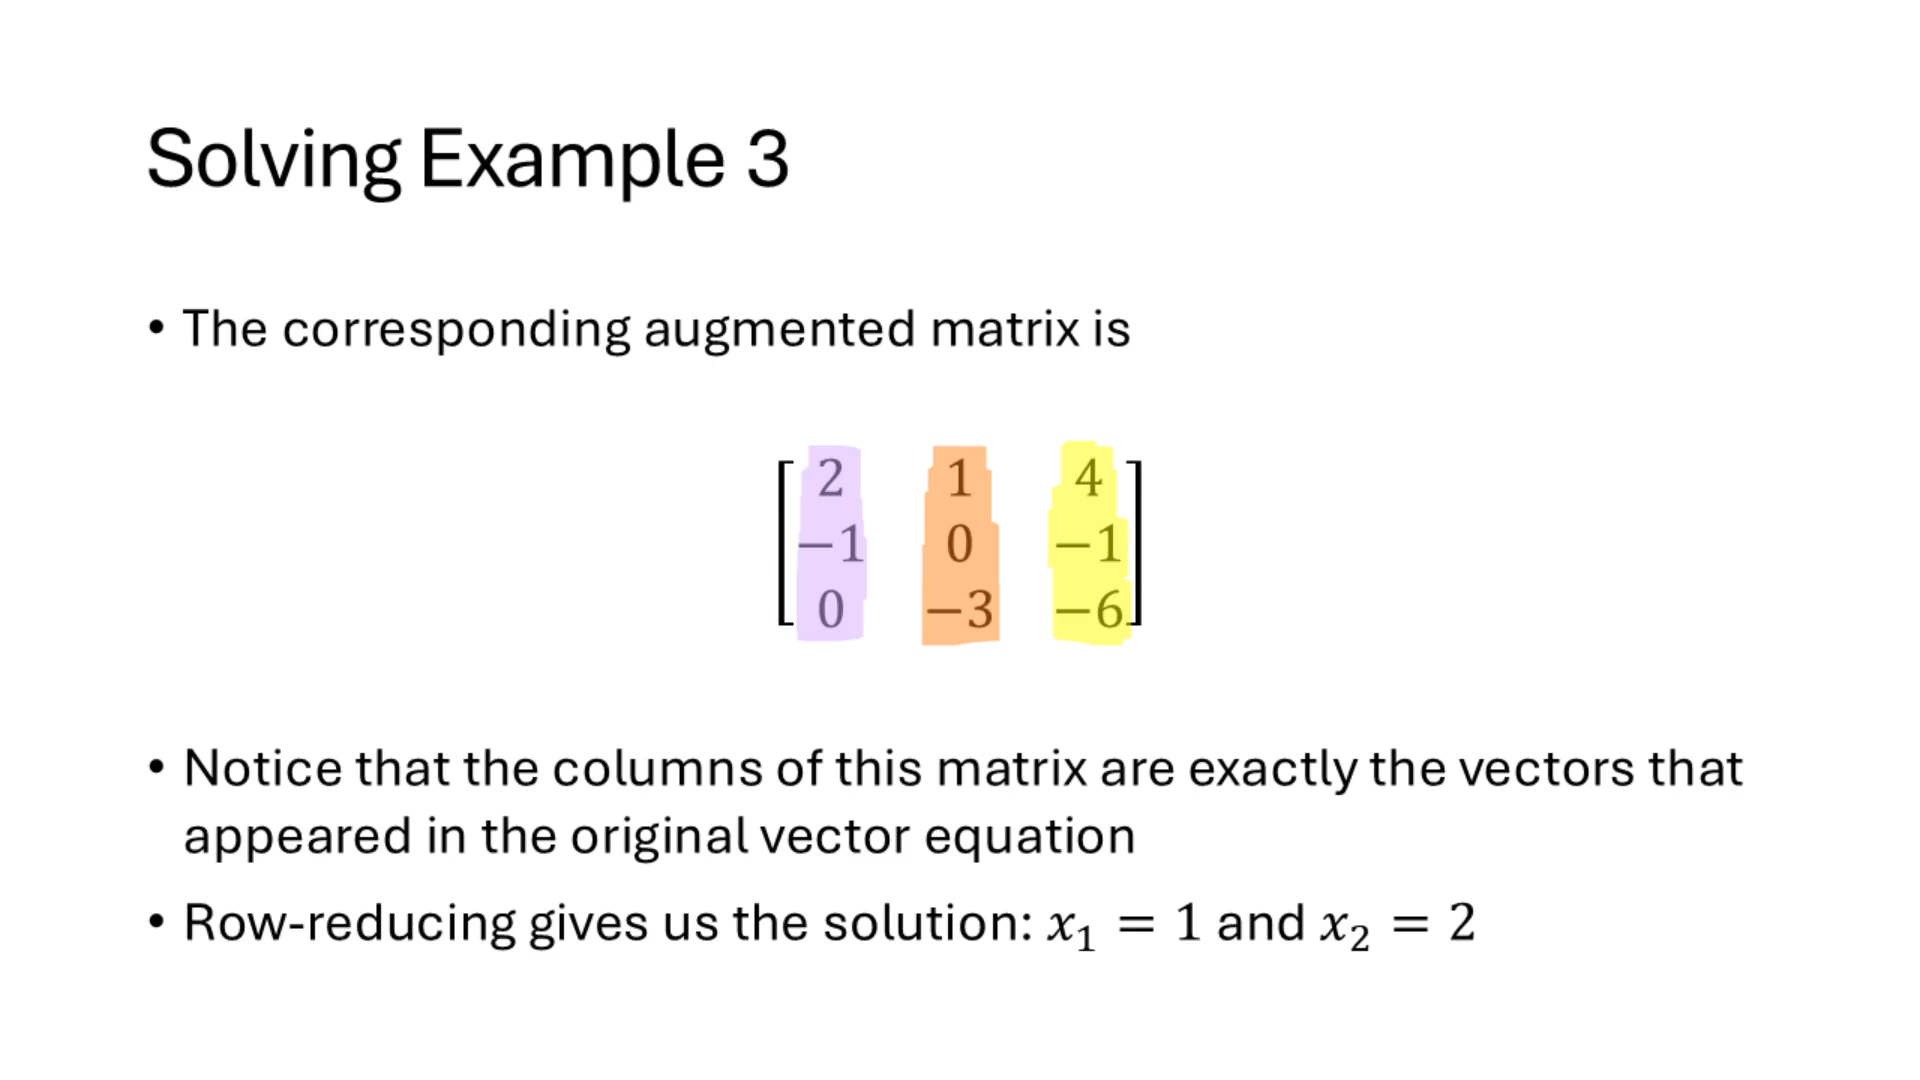 Solving Example 3
• The corresponding augmented matrix is
[2 1 4
−1 0 −1
0 −3 −6]
• Notice that the columns of this matrix are exactly the vectors that
appeared in the original vector equation
• Row-reducing gives us the solution: x₁ = 1 and x₂ = 2